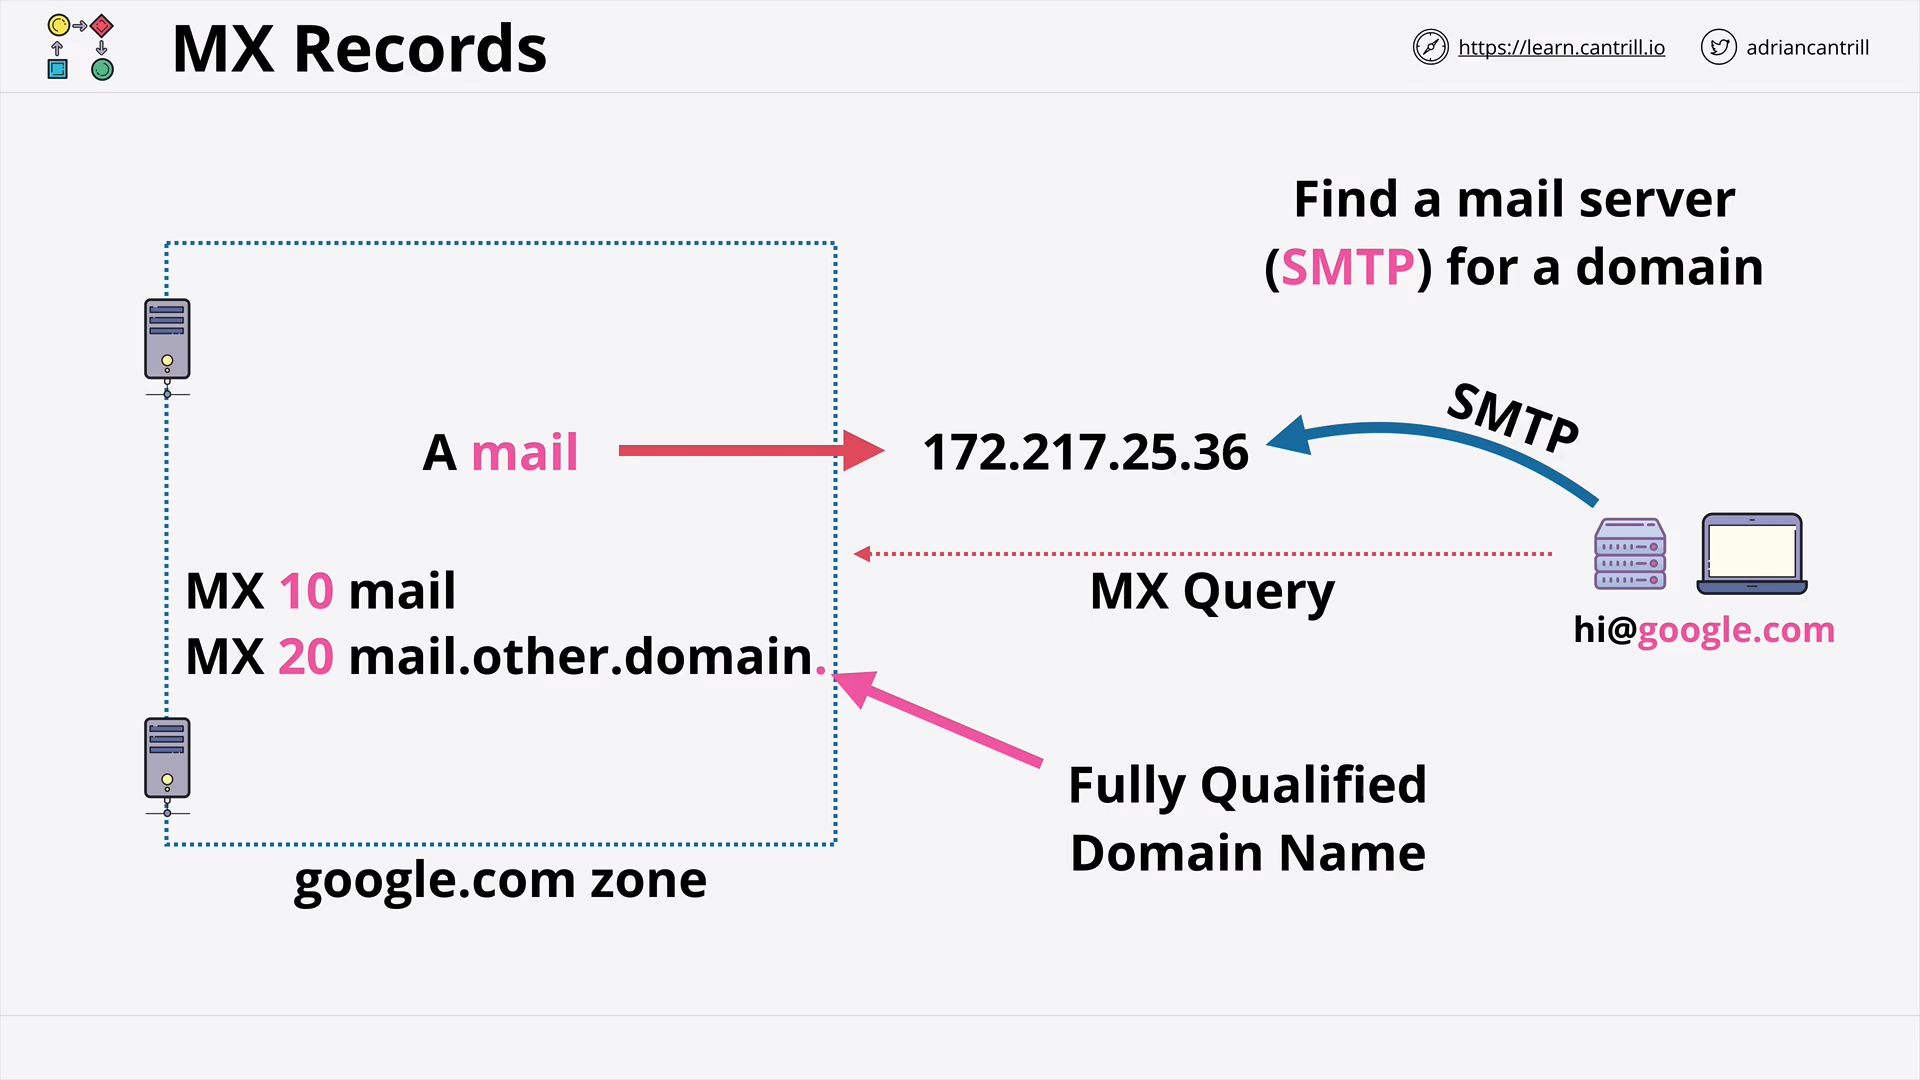 MX Records
https://learn.cantrill.io
adriancantrill
Find a mail server
(SMTP) for a domain
SMTP
A mail
172.217.25.36
MX Query
MX 10 mail
MX 20 mail.other.domain.
hi@google.com
Fully Qualified
Domain Name
google.com zone